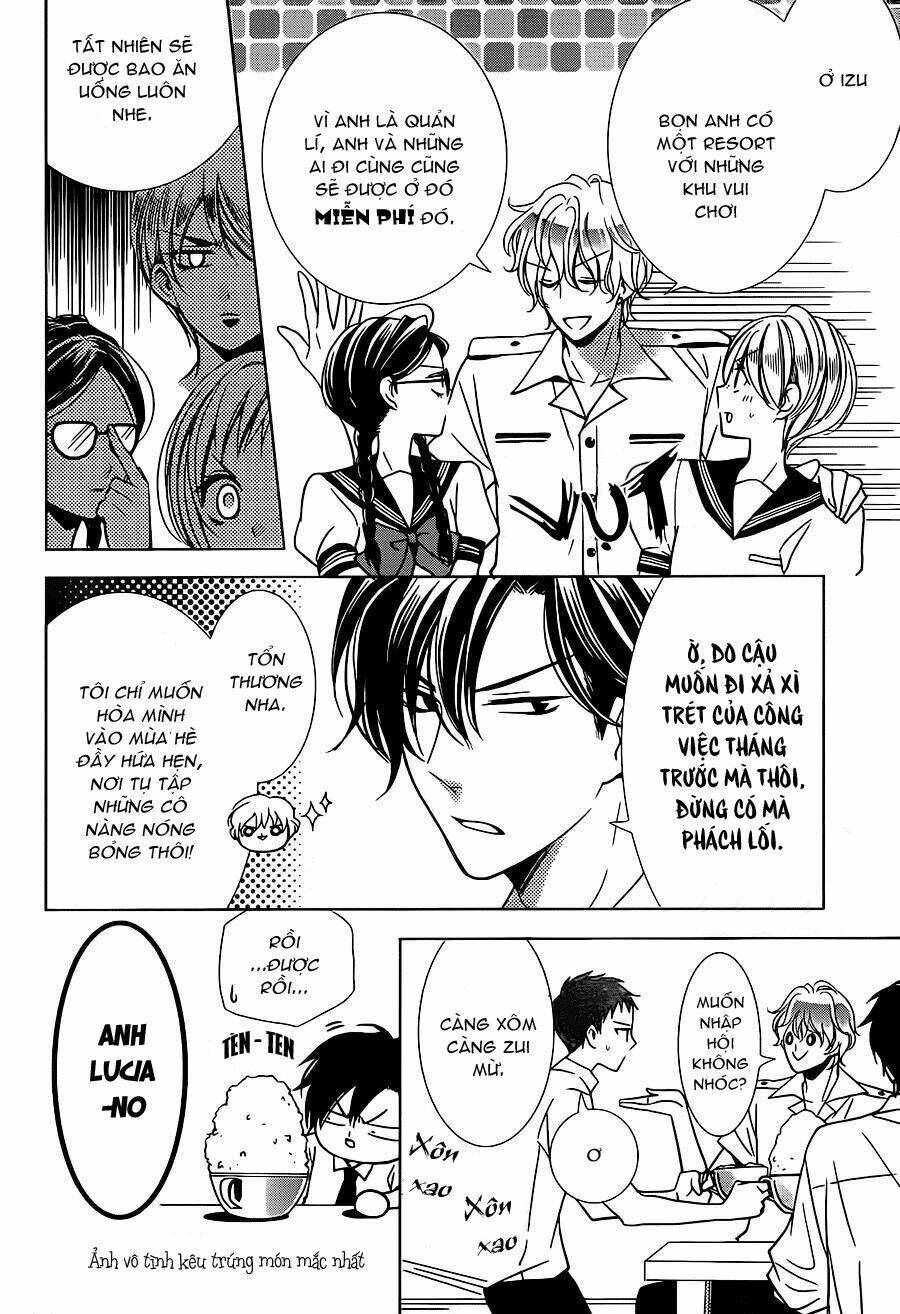 Ở IZU
BỌN ANH CÓ
MỘT RESORT
VỚI NHỮNG
KHU VUI
CHƠI
VÌ ANH LÀ QUẢN
LÍ, ANH VÀ NHỮNG
AI ĐI CÙNG CŨNG
SẼ ĐƯỢC Ở ĐÓ
MIỄN PHÍ ĐÓ.
VỤT
TẤT NHIÊN SẼ
ĐƯỢC BAO ĂN
UỐNG LUÔN
NHE.
Ờ, DO CẬU
MUỐN ĐI XẢ XÌ
TRÉT CỦA CÔNG
VIỆC THÁNG
TRƯỚC MÀ THÔI,
ĐỪNG CÓ MÀ
PHÁCH LỐI.
TỔN
THƯƠNG
NHA.
TÔI CHỈ MUỐN
HÒA MÌNH
VÀO MÙA HÈ
ĐẦY HỨA HẸN,
NƠI TỤ TẬP
NHỮNG CÔ
NÀNG NÓNG
BỎNG THÔI!
MUỐN
NHẬP
HỘI
KHÔNG
NHÓC?
Ơ
CÀNG XÔM
CÀNG ZUI
MỪ.
Xôn
xao
Xôn
xao
RỒI
...ĐƯỢC
RỒI...
TÈN - TEN
ANH
LUCIA
-NO
Ảnh vô tình kêu trúng món mắc nhất